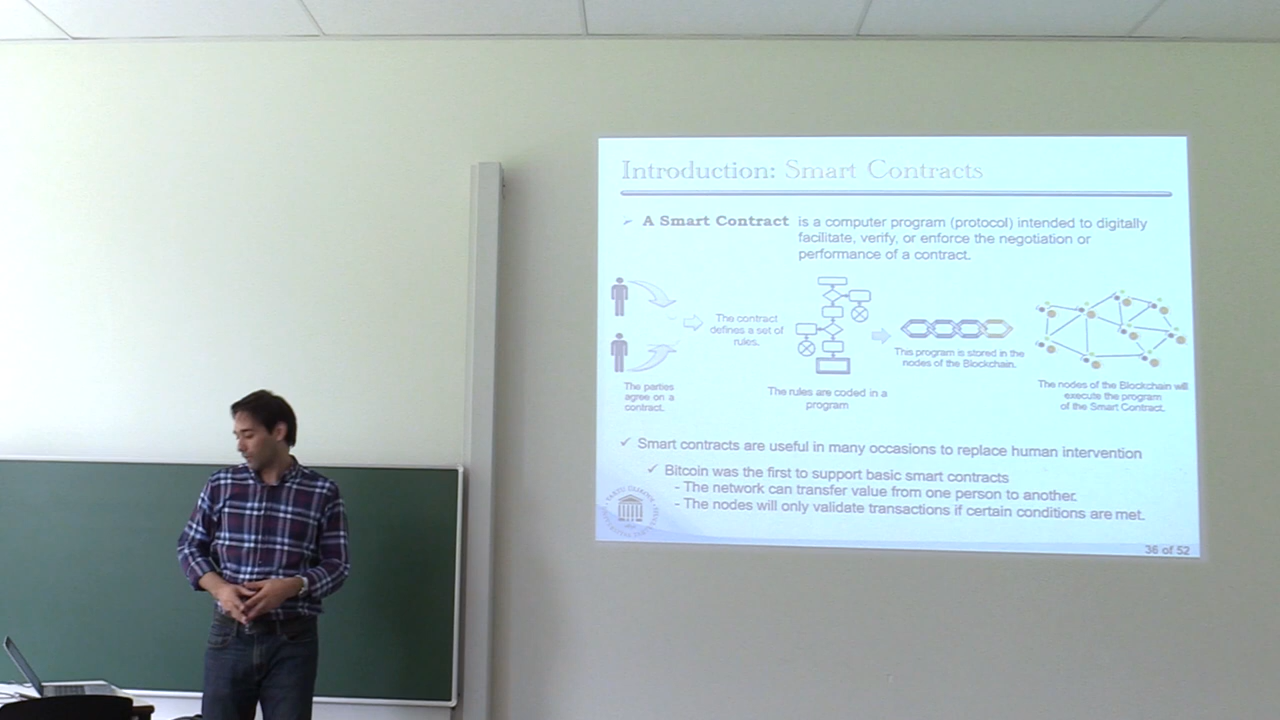 Introduction: Smart Contracts
A Smart Contract is a computer program (protocol) intended to digitally
facilitate, verify, or enforce the negotiation or
performance of a contract.
The parties
agree on a
contract.
The contract
defines a set of
rules.
The rules are coded in a
program
This program is stored in the
nodes of the Blockchain.
The nodes of the Blockchain will
execute the program
of the Smart Contract.
Smart contracts are useful in many occasions to replace human intervention
Bitcoin was the first to support basic smart contracts
- The network can transfer value from one person to another.
- The nodes will only validate transactions if certain conditions are met.
36 of 52